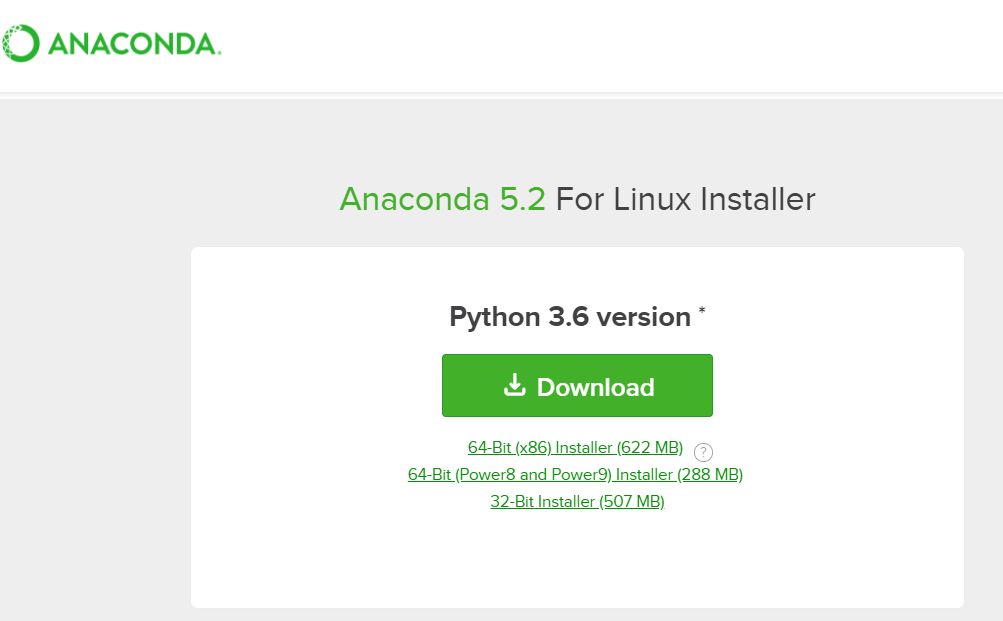 ANACONDA.
Anaconda 5.2 For Linux Installer
Python 3.6 version *
Download
64-Bit (x86) Installer (622 MB) ?
64-Bit (Power8 and Power9) Installer (288 MB)
32-Bit Installer (507 MB)